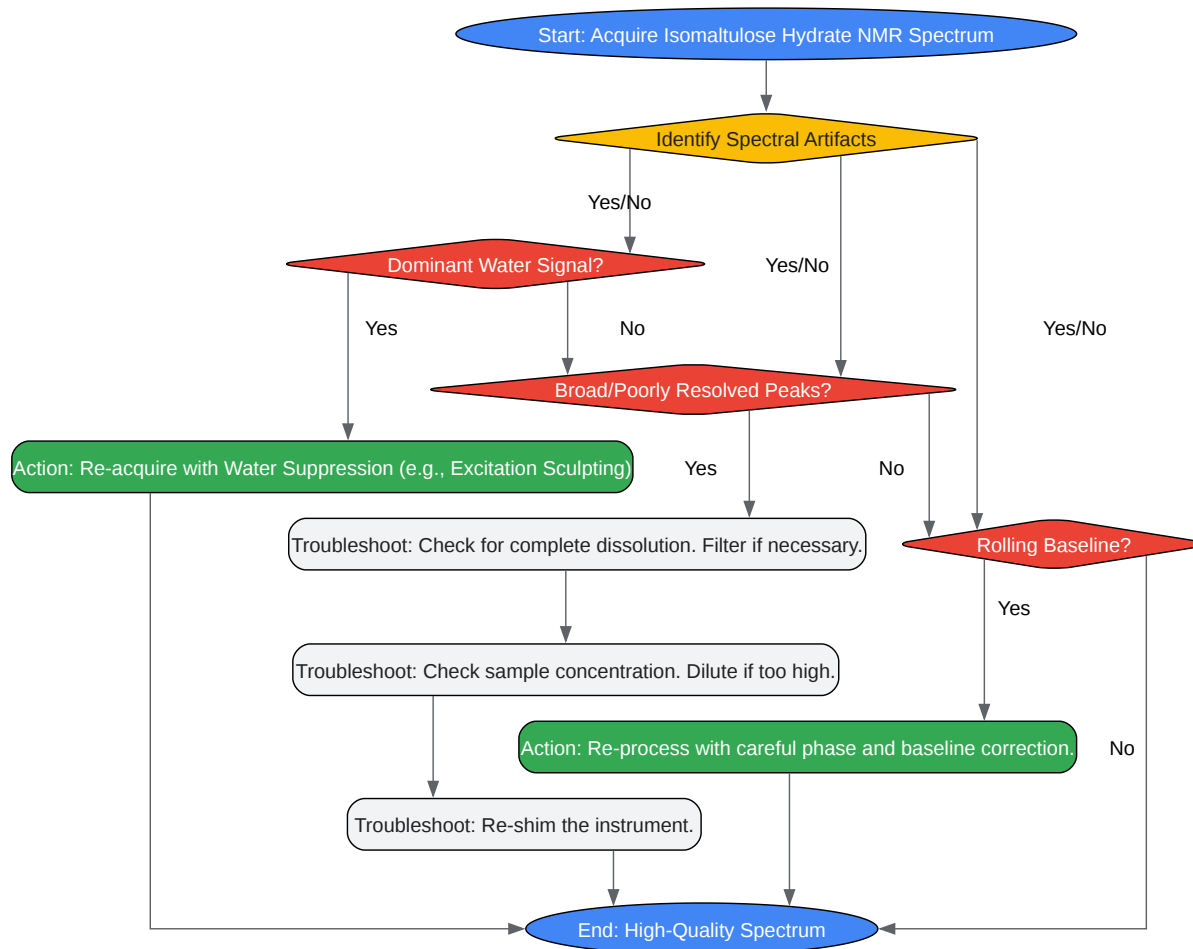 Start: Acquire Isomaltulose Hydrate NMR Spectrum
Identify Spectral Artifacts
Yes/No
Dominant Water Signal?
Yes/No
Yes
No
Yes/No
Broad/Poorly Resolved Peaks?
Action: Re-acquire with Water Suppression (e.g., Excitation Sculpting)
Yes
No
Troubleshoot: Check for complete dissolution. Filter if necessary.
Rolling Baseline?
Yes
Troubleshoot: Check sample concentration. Dilute if too high.
Action: Re-process with careful phase and baseline correction.
No
Troubleshoot: Re-shim the instrument.
End: High-Quality Spectrum